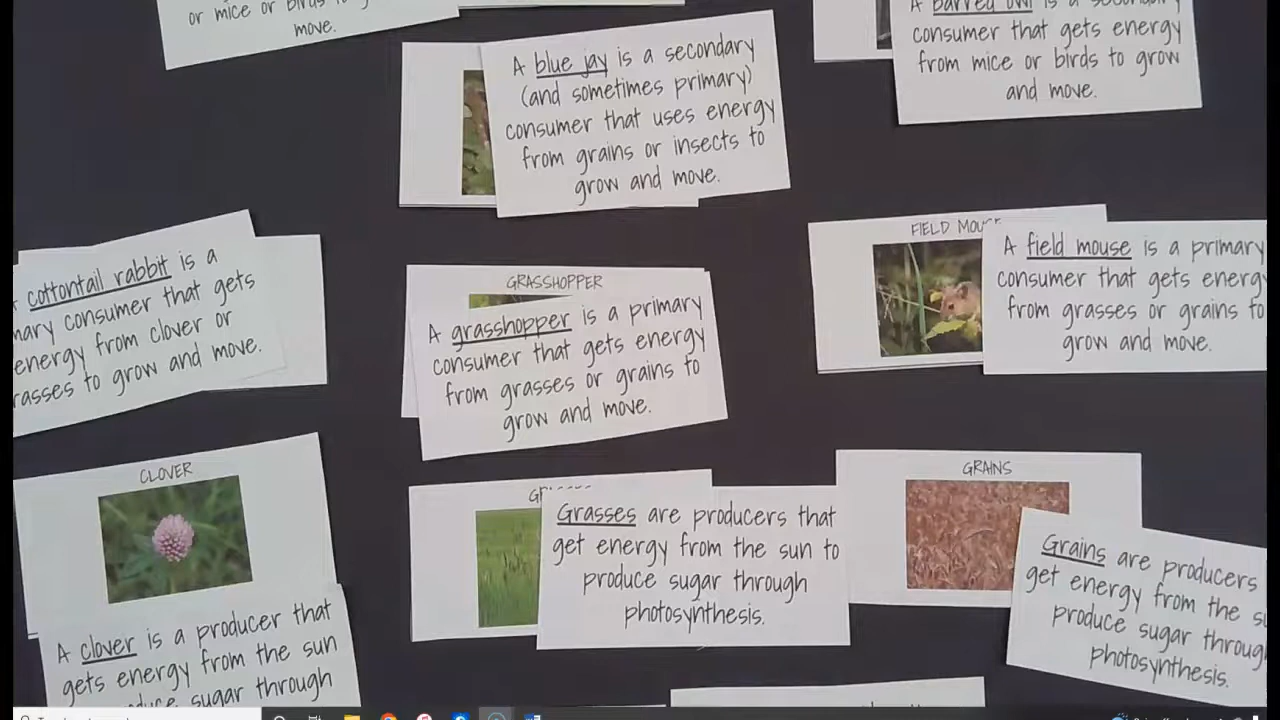 or mice or birds to
move.
A barred owl is a secondary
consumer that gets energy
from mice or birds to grow
and move.
A blue jay is a secondary
(and sometimes primary)
consumer that uses energy
from grains or insects to
grow and move.
cottontail rabbit is a
consumer that gets
energy from clover or
to grow and move.
GRASSHOPPER
A grasshopper is a primary
consumer that gets energy
from grasses or grains to
grow and move.
FIELD
A field mouse is a primary
consumer that gets energy
from grasses or grains to
grow and move.
CLOVER
A clover is a producer that
gets energy from the sun
sugar through
Grasses are producers that
get energy from the sun to
produce sugar through
photosynthesis.
GRAINS
Grains are producers
get energy from the
produce sugar
photosynthesis.